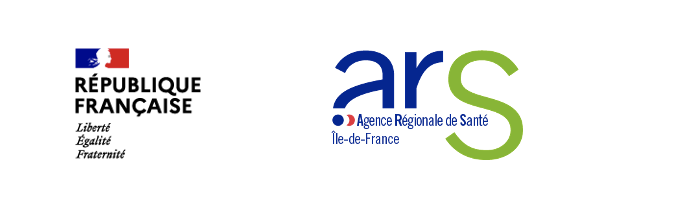 RÉPUBLIQUE
FRANÇAISE
Liberté
Égalité
Fraternité
ars
Agence Régionale de Santé
Île-de-France